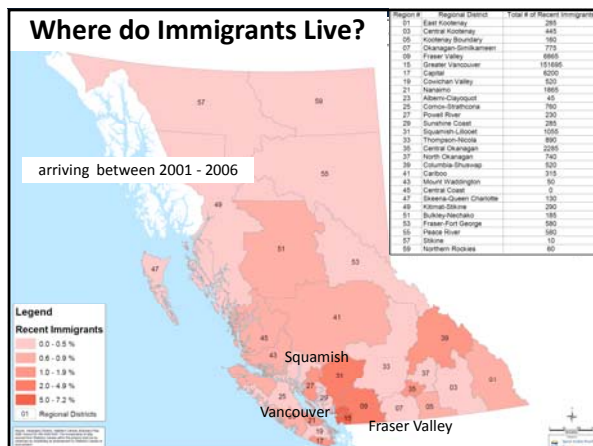 Where do Immigrants Live?
arriving between 2001 - 2006
Region # Regional District Total # of Recent Immigrants
01 East Kootenay 265
03 Central Kootenay 445
05 Kootenay Boundary 160
07 Okanagan-Similkameen 775
09 Fraser Valley 6865
15 Greater Vancouver 151695
17 Capital 6200
19 Cowichan Valley 520
21 Nanaimo 1865
23 Alberni-Clayoquot 45
25 Comox-Strathcona 760
27 Powell River 230
29 Sunshine Coast 285
31 Squamish-Lillooet 1055
33 Thompson-Nicola 890
35 Central Okanagan 2285
37 North Okanagan 740
39 Columbia-Shuswap 520
41 Cariboo 315
43 Mount Waddington 50
45 Central Coast 0
47 Skeena-Queen Charlotte 130
49 Kitimat-Stikine 290
51 Bulkley-Nechako 185
53 Fraser-Fort George 580
55 Peace River 580
57 Stikine 10
59 Northern Rockies 60
57
59
55
49
51
53
47
41
45
43
39
Squamish
31
33
37
35
03
01
27
29
25
Vancouver
15
09
07
05
21
19
17
Fraser Valley
Legend
Recent Immigrants
0.0 - 0.5 %
0.6 - 0.9 %
1.0 - 1.9 %
2.0 - 4.9 %
5.0 - 7.2 %
01 Regional Districts